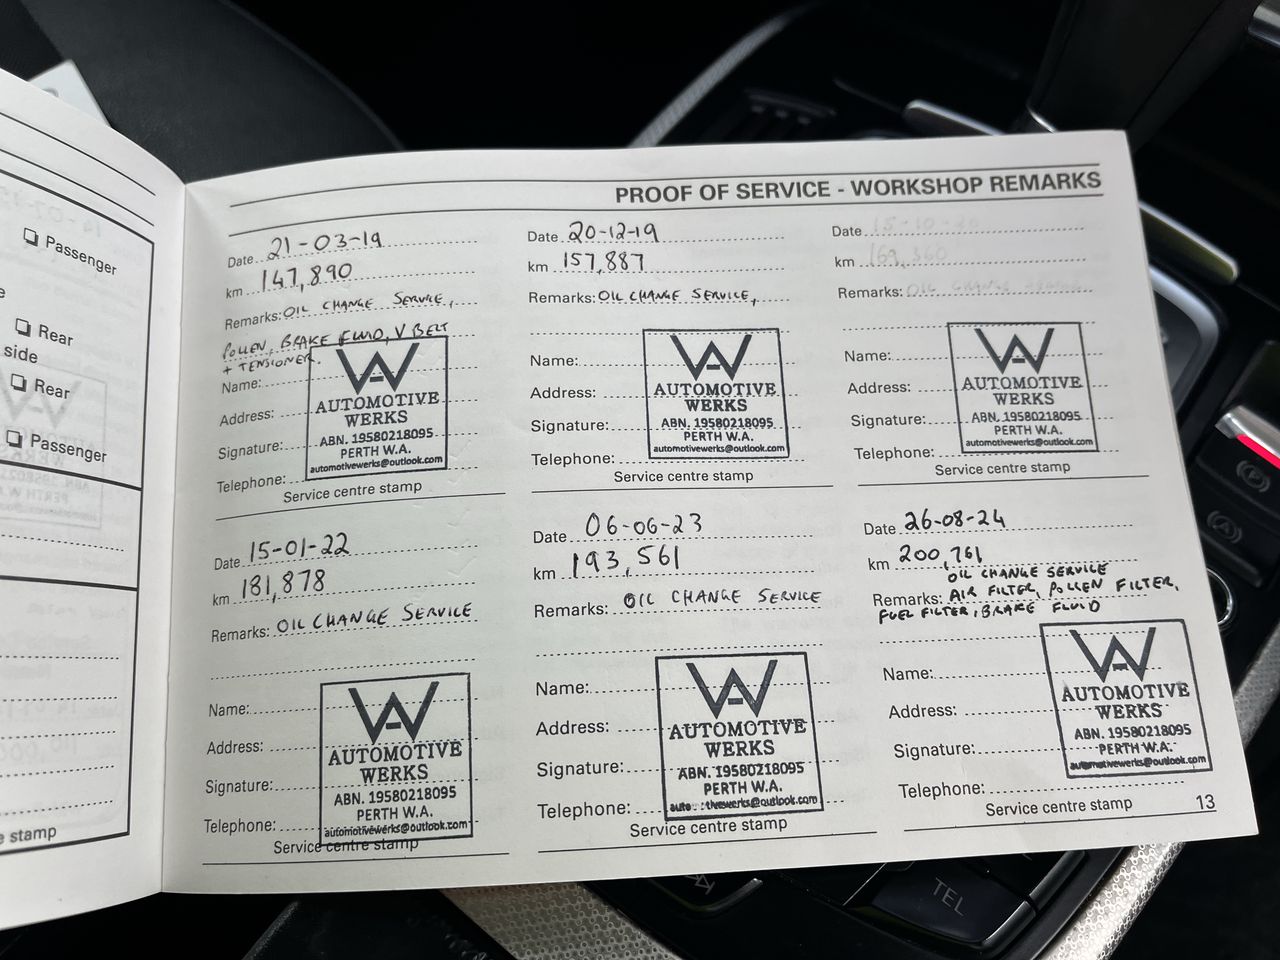 Passenger
Rear
side
Rear
Passenger
stamp
PROOF OF SERVICE - WORKSHOP REMARKS
Date 21-03-19
km 147,890
Remarks: OIL CHANGE SERVICE,
POLLEN, BRAKE FLUID, V BELT
+ TENSIONER
Name:
Address:
Signature:
Telephone:
AUTOMOTIVE
WERKS
ABN. 19580218095
PERTH W.A.
automotivewerks@outlook.com
Service centre stamp
Date 20-12-19
km 157,887
Remarks: OIL CHANGE SERVICE,
Name:
Address:
Signature:
Telephone:
AUTOMOTIVE
WERKS
ABN. 19580218095
PERTH W.A.
automotivewerks@outlook.com
Service centre stamp
Date 15-10-20
km 169,360
Remarks: OIL CHANGE SERVICE
Name:
Address:
Signature:
Telephone:
AUTOMOTIVE
WERKS
ABN. 19580218095
PERTH W.A.
automotivewerks@outlook.com
Service centre stamp
Date 15-01-22
km 181,878
Remarks: OIL CHANGE SERVICE
Name:
Address:
Signature:
Telephone:
AUTOMOTIVE
WERKS
ABN. 19580218095
PERTH W.A.
automotivewerks@outlook.com
Service centre stamp
Date 06-06-23
km 193,561
Remarks: OIL CHANGE SERVICE
Name:
Address:
Signature:
Telephone:
AUTOMOTIVE
WERKS
ABN. 19580218095
PERTH W.A.
Service centre stamp
Date 26-08-24
km 200,761
OIL CHANGE SERVICE
Remarks: AIR FILTER, POLLEN FILTER,
FUEL FILTER, BRAKE FLUID
Name:
Address:
Signature:
Telephone:
AUTOMOTIVE
WERKS
ABN. 19580218095
PERTH W.A.
automotivewerks@outlook.com
Service centre stamp
13
TEL